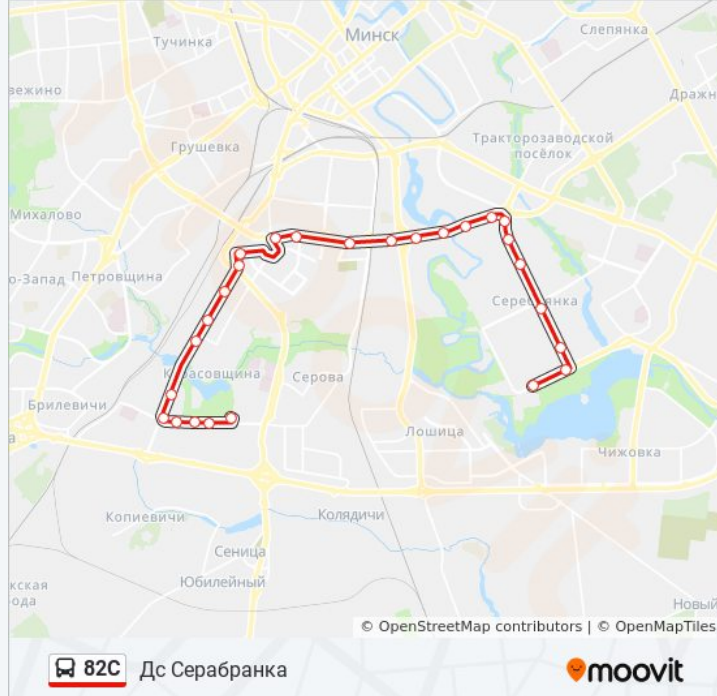 Минск
Слепянка
Тучинка
вежино
Дражн
Тракторозаводской
посёлок
Грушевка
Михалово
о-Запад
Петровщина
Серебрянка
Курасовщина
Серова
Брилевичи
Лошица
а
Чижовка
Копиевичи
Колядичи
Сеница
Юбилейный
кская
ода
Новый
© OpenStreetMap contributors | © OpenMapTiles
82С Дс Серабранка
moovit